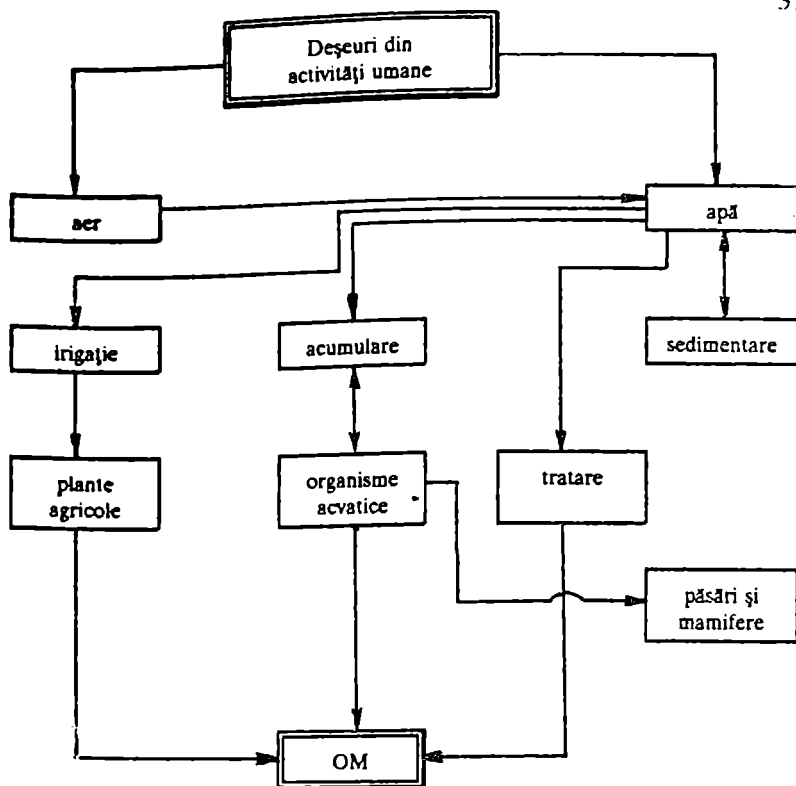 Deşeuri din
activităţi umane
aer
apă
irigaţie
acumulare
sedimentare
plante
agricole
organisme
acvatice
tratare
păsări şi
mamifere
OM